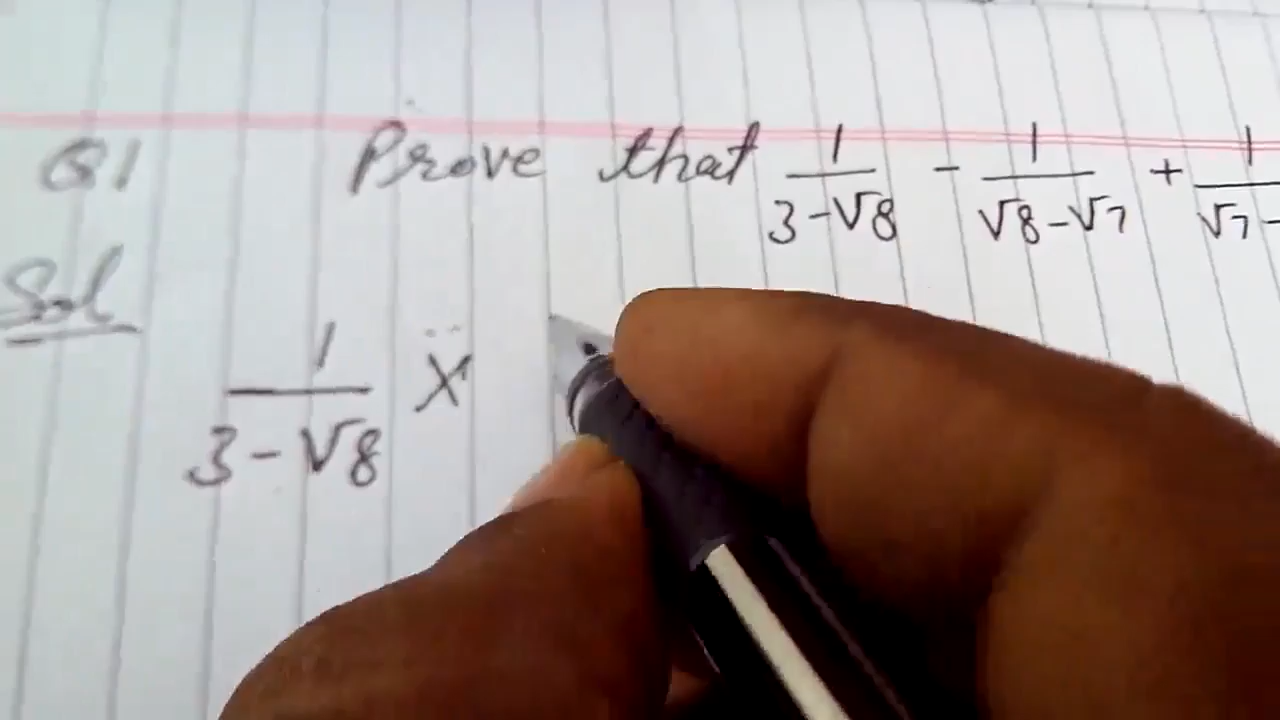 Q1 Prove that 1/(3-√8) - 1/(√8-√7) + 1/(√7-
Sol
1/(3-√8) X